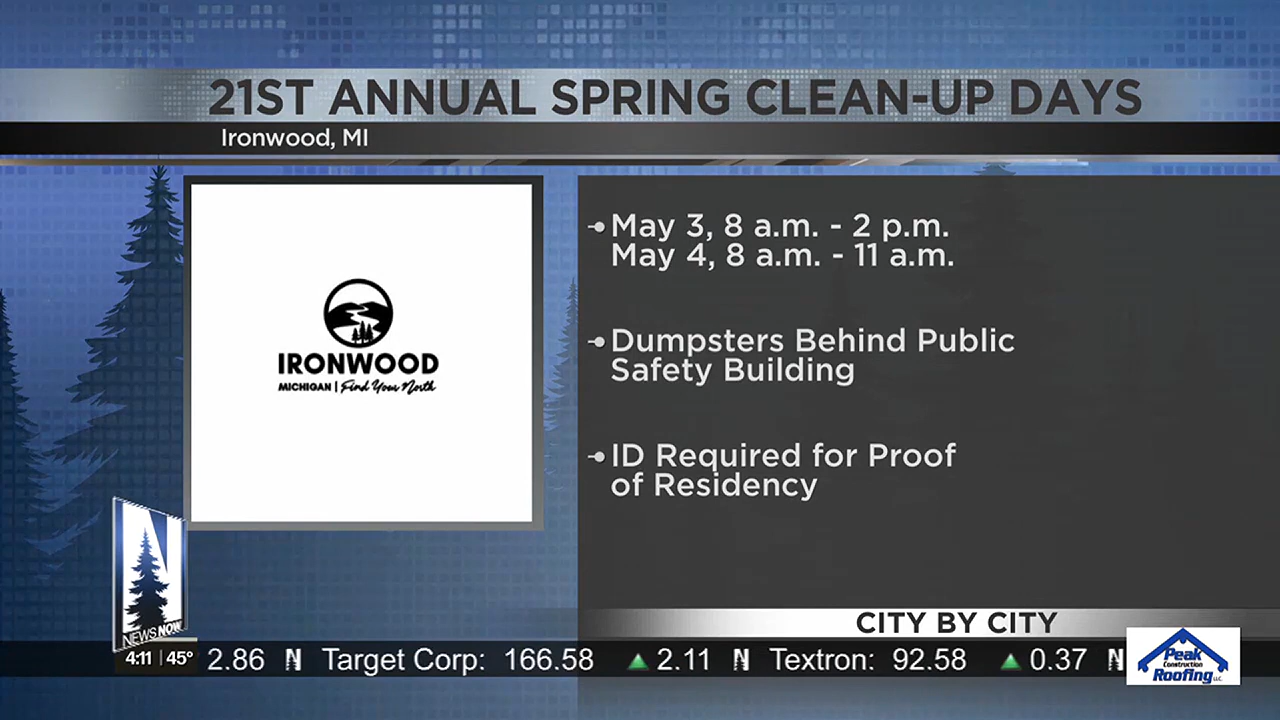 21ST ANNUAL SPRING CLEAN-UP DAYS
Ironwood, MI
IRONWOOD
MICHIGAN | Find Your North
May 3, 8 a.m. - 2 p.m.
May 4, 8 a.m. - 11 a.m.
Dumpsters Behind Public
Safety Building
ID Required for Proof
of Residency
N
NEWS NOW
CITY BY CITY
4:11 | 45°
2.86 N Target Corp: 166.58 ▲ 2.11 N Textron: 92.58 ▲ 0.37 N
Peak
Construction
Roofing LLC.